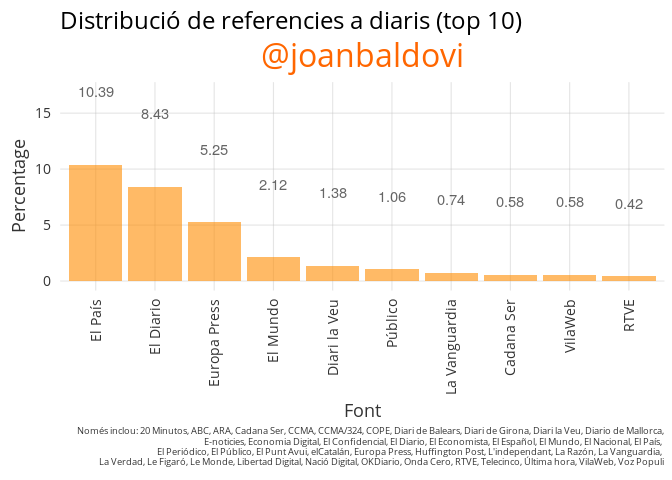 Distribució de referencies a diaris (top 10)
@joanbaldovi
Percentage
15
10
5
0
10.39
8.43
5.25
2.12
1.38
1.06
0.74
0.58
0.58
0.42
El País
El Diario
Europa Press
El Mundo
Diari la Veu
Público
La Vanguardia
Cadana Ser
VilaWeb
RTVE
Font
Només inclou: 20 Minutos, ABC, ARA, Cadana Ser, CCMA, CCMA/324, COPE, Diari de Balears, Diari de Girona, Diari la Veu, Diario de Mallorca,
E-noticies, Economia Digital, El Confidencial, El Diario, El Economista, El Español, El Mundo, El Nacional, El País,
El Periódico, El Público, El Punt Avui, elCatalán, Europa Press, Huffington Post, L'independant, La Razón, La Vanguardia,
La Verdad, Le Figaró, Le Monde, Libertad Digital, Nació Digital, OKDiario, Onda Cero, RTVE, Telecinco, Última hora, VilaWeb, Voz Populi